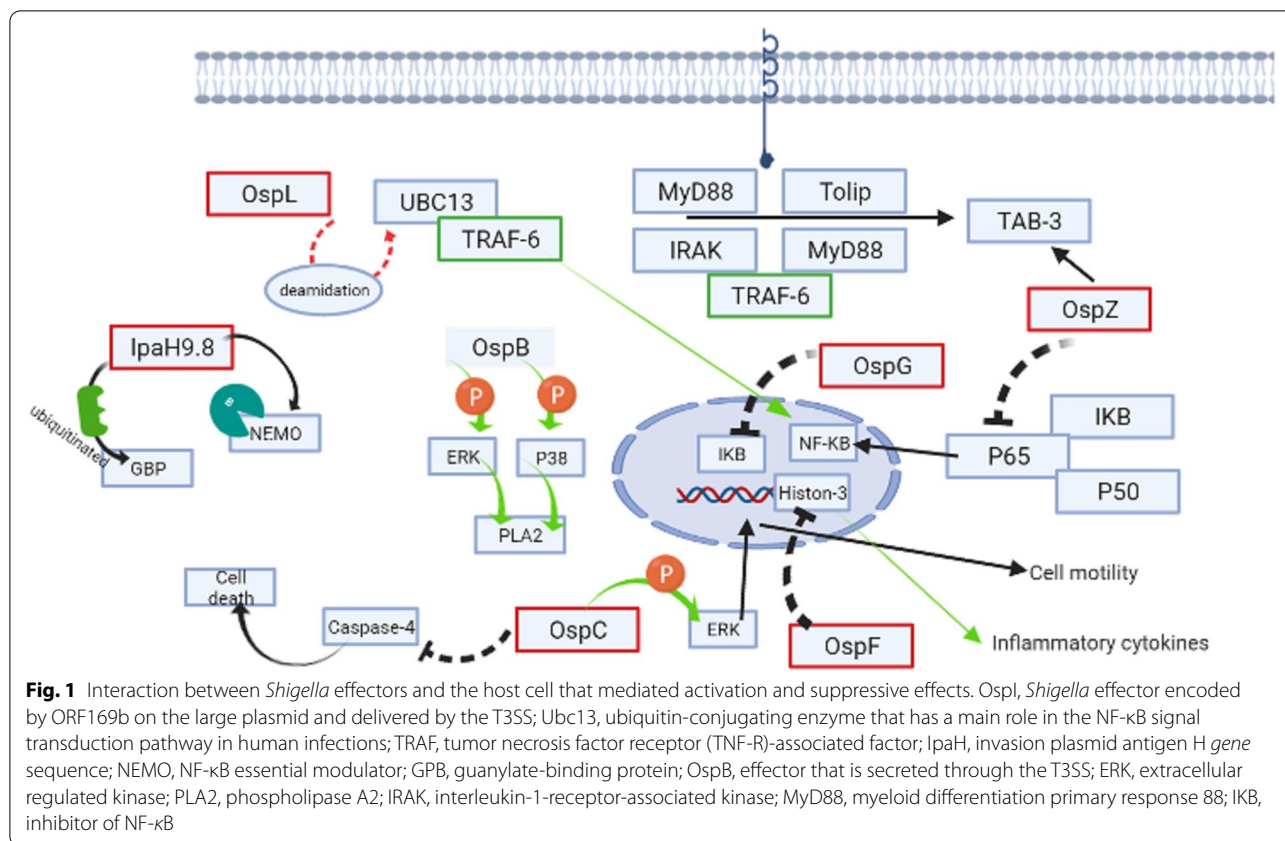 MyD88
Tolip
OspL
UBC13
TRAF-6
TAB-3
IRAK
MyD88
deamidation
TRAF-6
OspZ
IpaH9.8
OspB
OspG
P
P
ubiquitinated
B
NEMO
GBP
ERK
P38
IKB
NF-KB
P65
IKB
P50
Histon-3
PLA2
Cell
death
P
Cell motility
Caspase-4
OspC
ERK
OspF
Inflammatory cytokines
Fig. 1 Interaction between Shigella effectors and the host cell that mediated activation and suppressive effects. OspI, Shigella effector encoded
by ORF169b on the large plasmid and delivered by the T3SS; Ubc13, ubiquitin-conjugating enzyme that has a main role in the NF-κB signal
transduction pathway in human infections; TRAF, tumor necrosis factor receptor (TNF-R)-associated factor; IpaH, invasion plasmid antigen H gene
sequence; NEMO, NF-κB essential modulator; GPB, guanylate-binding protein; OspB, effector that is secreted through the T3SS; ERK, extracellular
regulated kinase; PLA2, phospholipase A2; IRAK, interleukin-1-receptor-associated kinase; MyD88, myeloid differentiation primary response 88; IKB,
inhibitor of NF-κB